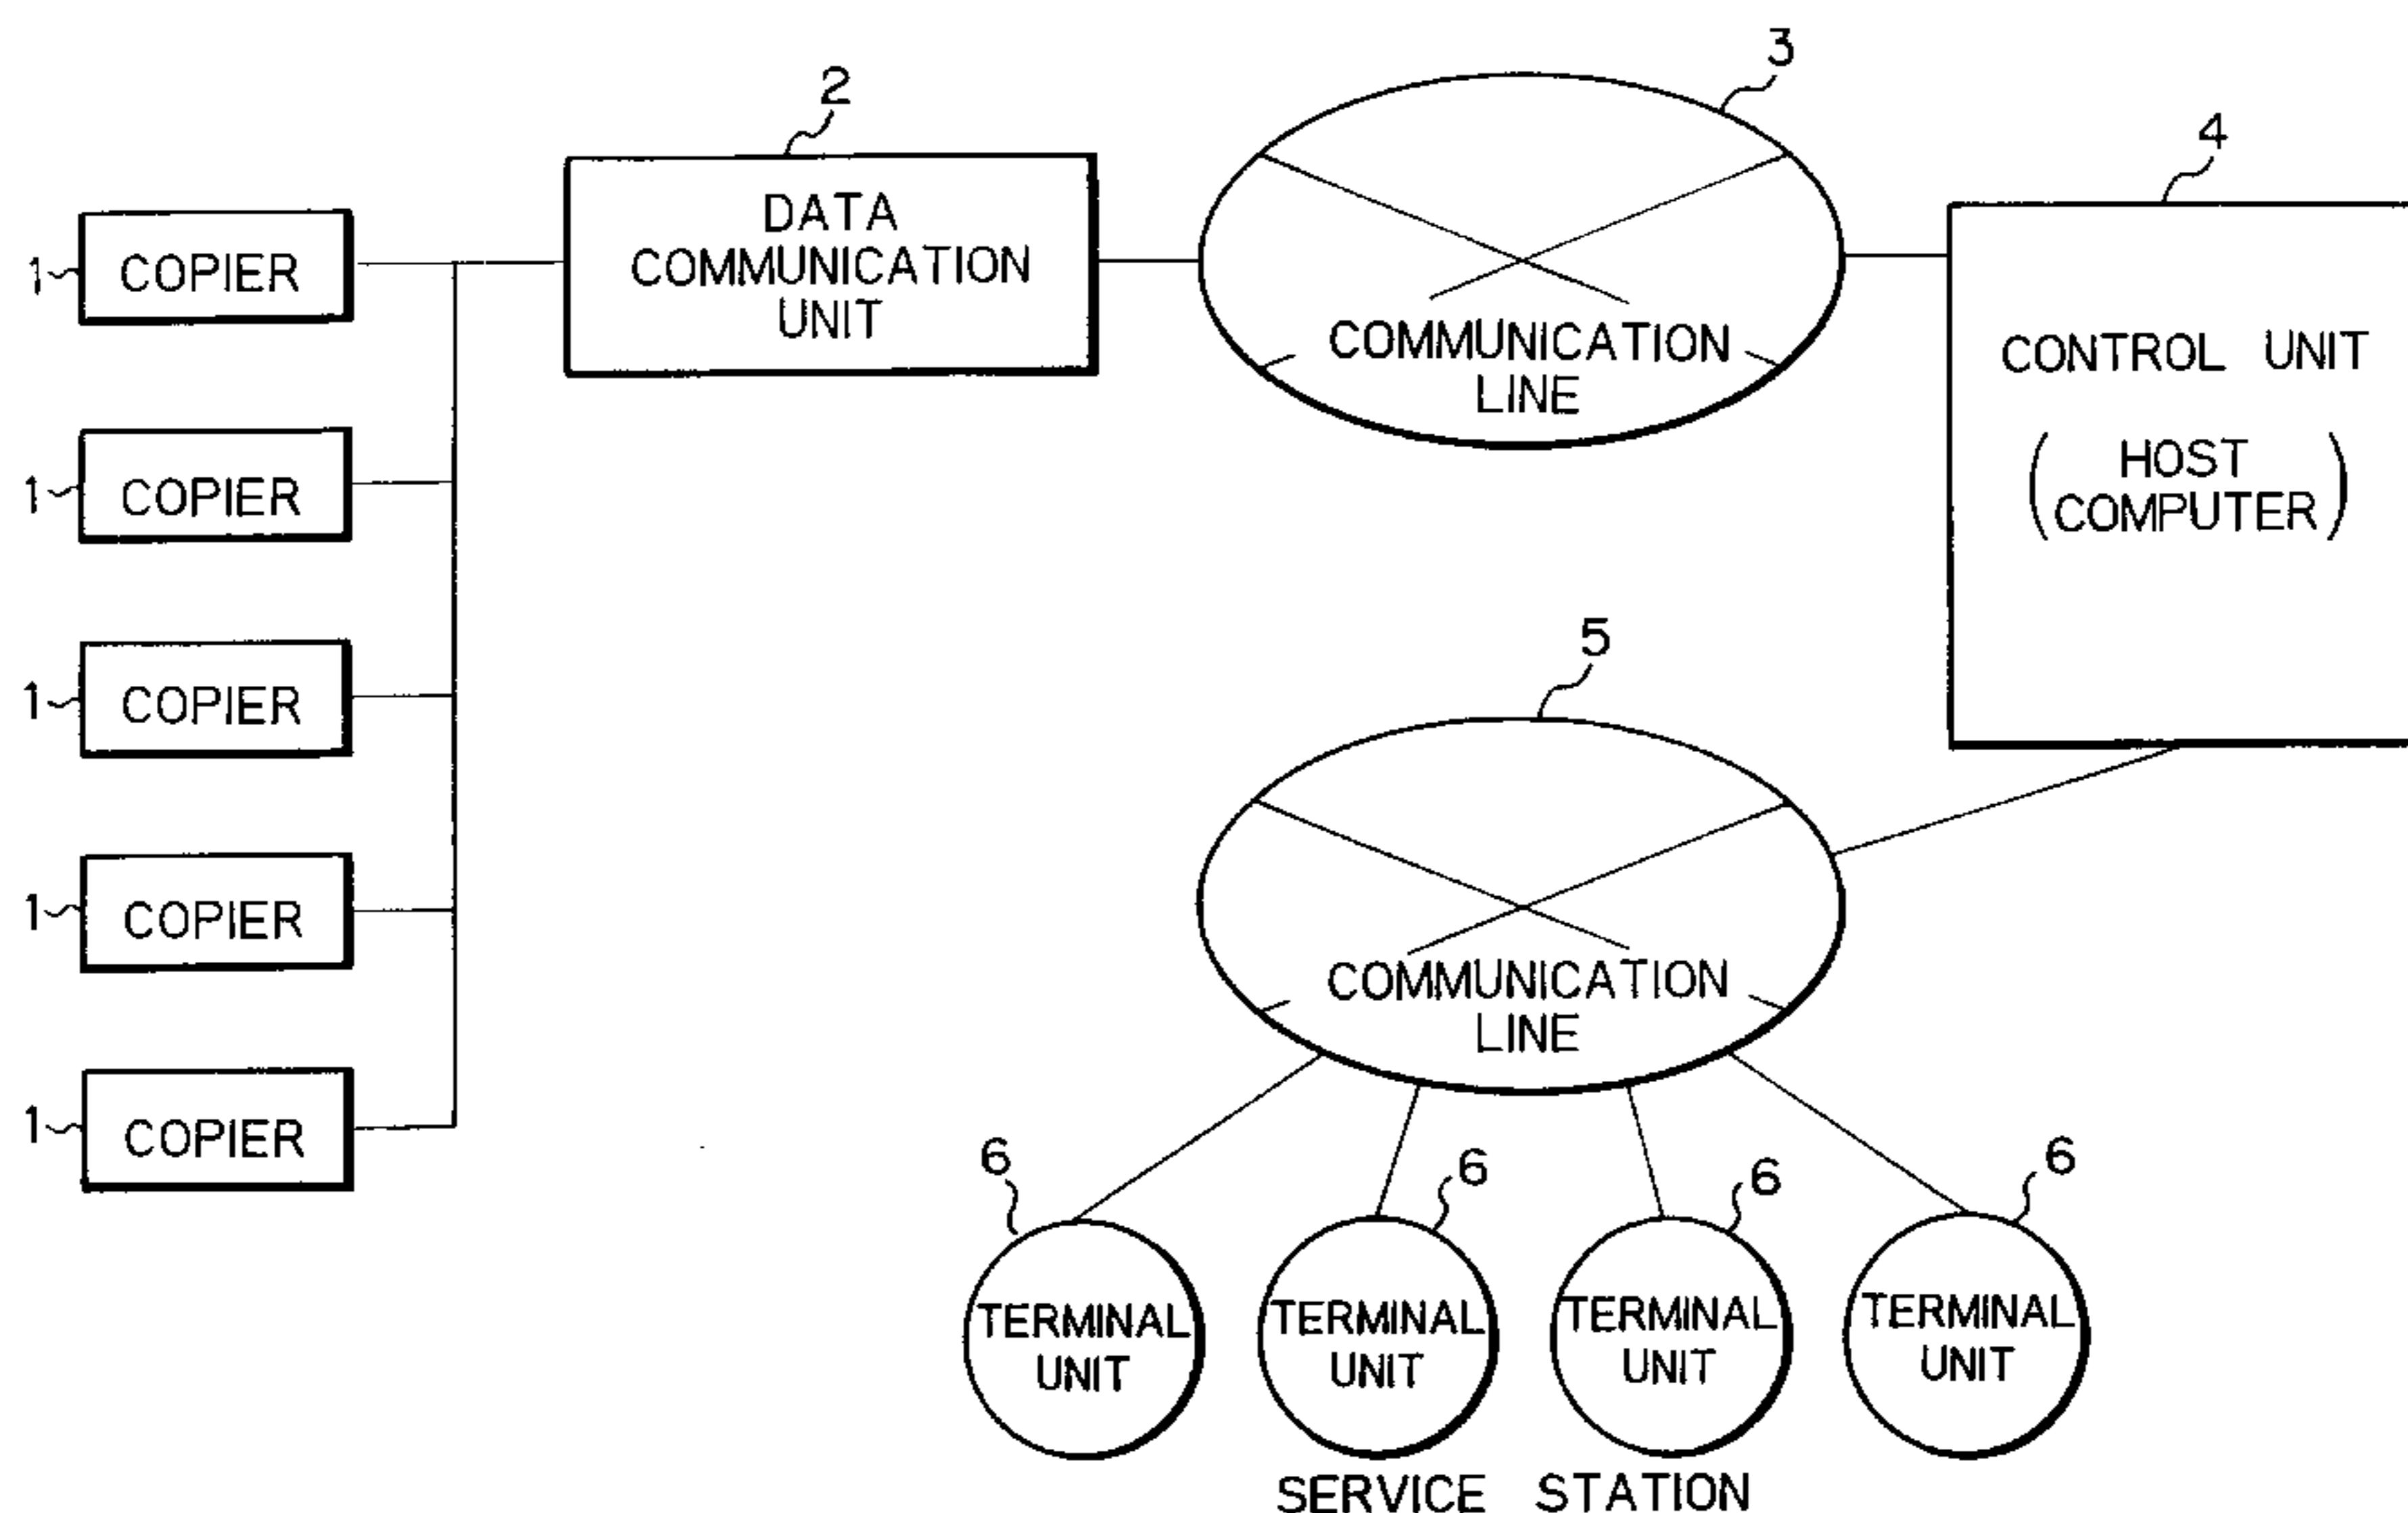 3
2
4
DATA
COMMUNICATION
UNIT
1 COPIER
COMMUNICATION
LINE
CONTROL UNIT
( HOST
COMPUTER )
1 COPIER
5
1 COPIER
1 COPIER
COMMUNICATION
LINE
1 COPIER
6 6 6 6
TERMINAL
UNIT
TERMINAL
UNIT
TERMINAL
UNIT
TERMINAL
UNIT
SERVICE STATION